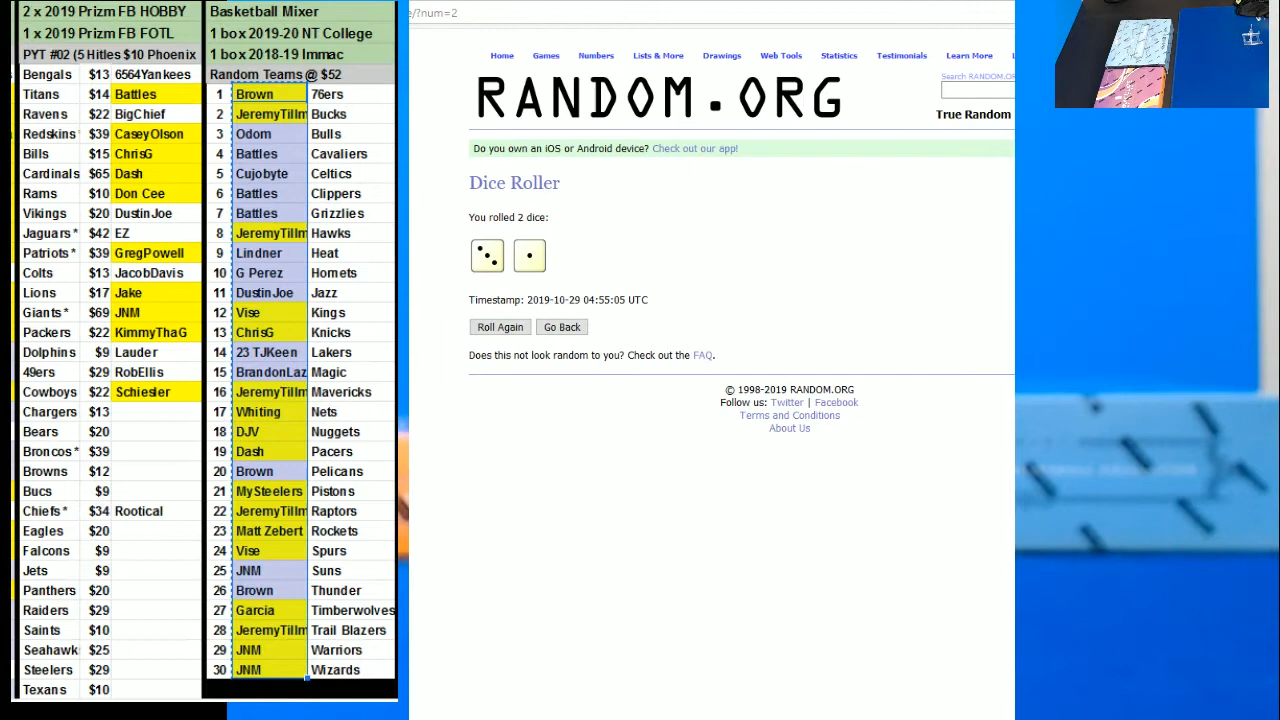 2 x 2019 Prizm FB HOBBY
1 x 2019 Prizm FB FOTL
PYT #02 (5 Hitles $10 Phoenix
Bengals $13 6564Yankees
Titans $14 Battles
Ravens $22 BigChief
Redskins* $39 CaseyOlson
Bills $15 ChrisG
Cardinals $65 Dash
Rams $10 Don Cee
Vikings $20 DustinJoe
Jaguars * $42 EZ
Patriots * $39 GregPowell
Colts $13 JacobDavis
Lions $17 Jake
Giants * $69 JNM
Packers $22 KimmyThaG
Dolphins $9 Lauder
49ers $29 RobEllis
Cowboys $22 Schiesler
Chargers $13
Bears $20
Broncos * $39
Browns $12
Bucs $9
Chiefs * $34 Rootical
Eagles $20
Falcons $9
Jets $9
Panthers $20
Raiders $29
Saints $10
Seahawk $25
Steelers $29
Texans $10
Basketball Mixer
1 box 2019-20 NT College
1 box 2018-19 Immac
Random Teams @ $52
1 Brown 76ers
2 JeremyTillm Bucks
3 Odom Bulls
4 Battles Cavaliers
5 Cujobyte Celtics
6 Battles Clippers
7 Battles Grizzlies
8 JeremyTillm Hawks
9 Lindner Heat
10 G Perez Hornets
11 DustinJoe Jazz
12 Vise Kings
13 ChrisG Knicks
14 23 TJKeen Lakers
15 BrandonLaz Magic
16 JeremyTillm Mavericks
17 Whiting Nets
18 DJV Nuggets
19 Dash Pacers
20 Brown Pelicans
21 MySteelers Pistons
22 JeremyTillm Raptors
23 Matt Zebert Rockets
24 Vise Spurs
25 JNM Suns
26 Brown Thunder
27 Garcia Timberwolves
28 JeremyTillm Trail Blazers
29 JNM Warriors
30 JNM Wizards
e/?num=2
Home Games Numbers Lists & More Drawings Web Tools Statistics Testimonials Learn More L
RANDOM.ORG
Search RANDOM.OR
True Random
Do you own an iOS or Android device? Check out our app!
Dice Roller
You rolled 2 dice:
Timestamp: 2019-10-29 04:55:05 UTC
Roll Again Go Back
Does this not look random to you? Check out the FAQ.
© 1998-2019 RANDOM.ORG
Follow us: Twitter | Facebook
Terms and Conditions
About Us